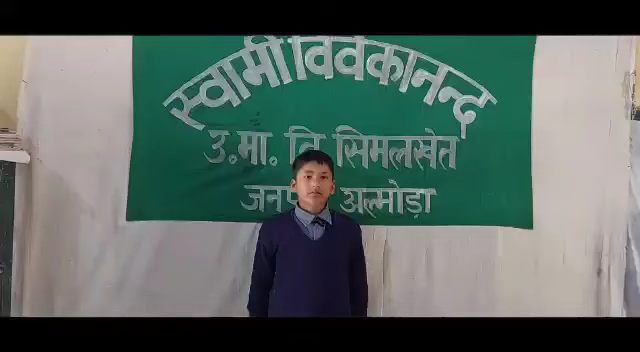 स्वामी विवेकानन्द
उ.मा. वि सिमलखेत
अल्मोड़ा